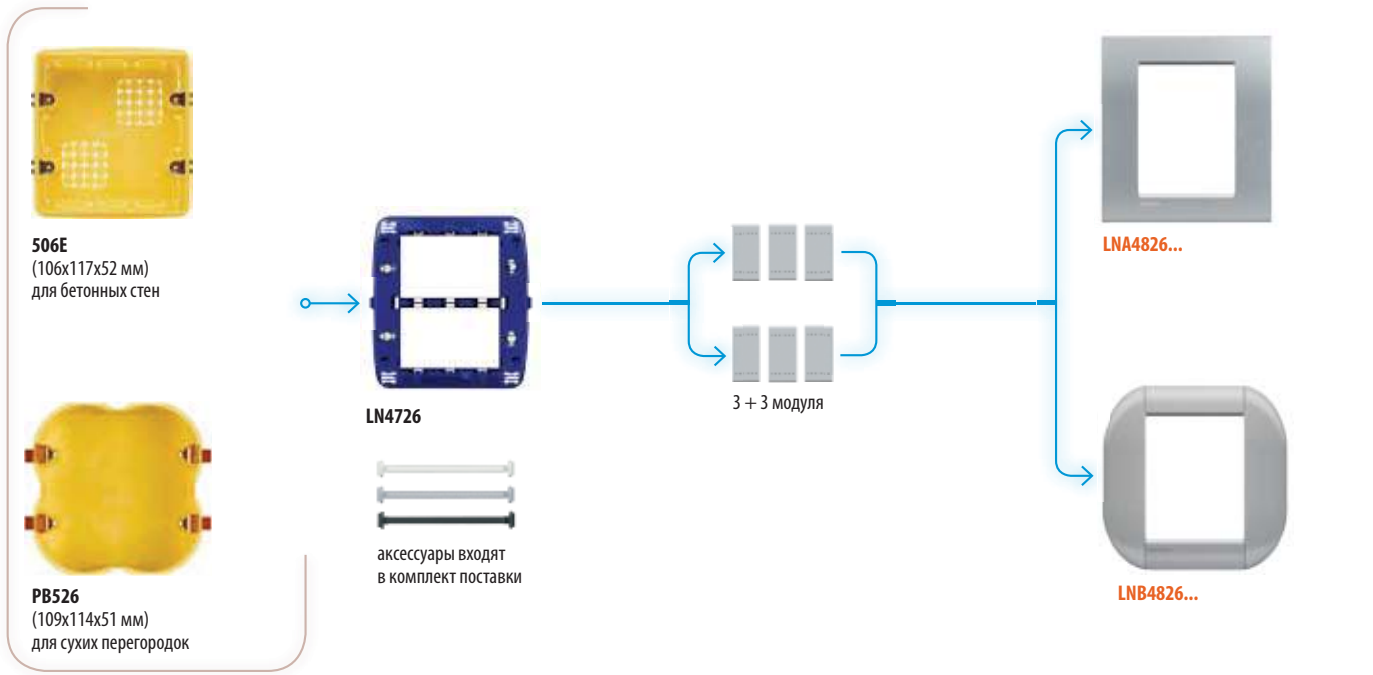 506E
(106x117x52 мм)
для бетонных стен
PB526
(109x114x51 мм)
для сухих перегородок
LN4726
аксессуары входят
в комплект поставки
3 + 3 модуля
LNA4826...
LNB4826...